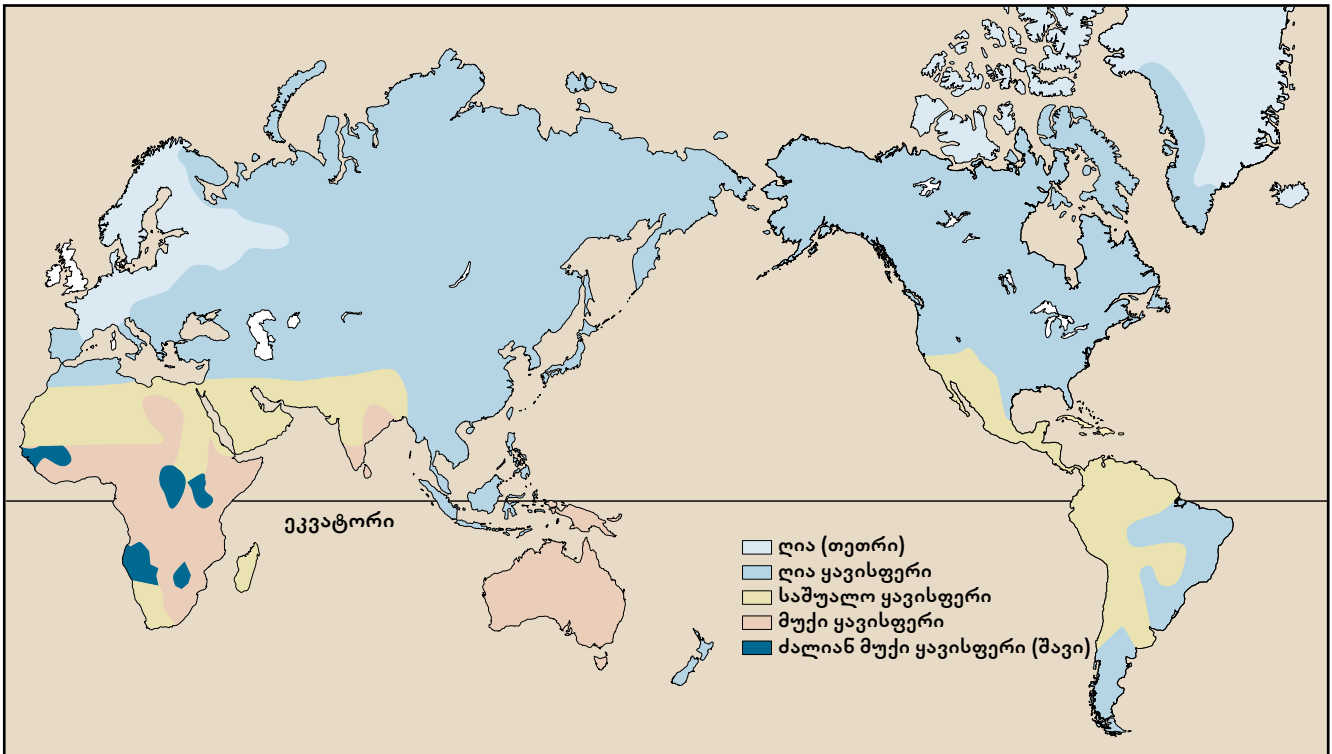 ეკვატორი
ღია (თეთრი)
ღია ყავისფერი
საშუალო ყავისფერი
მუქი ყავისფერი
ძალიან მუქი ყავისფერი (შავი)